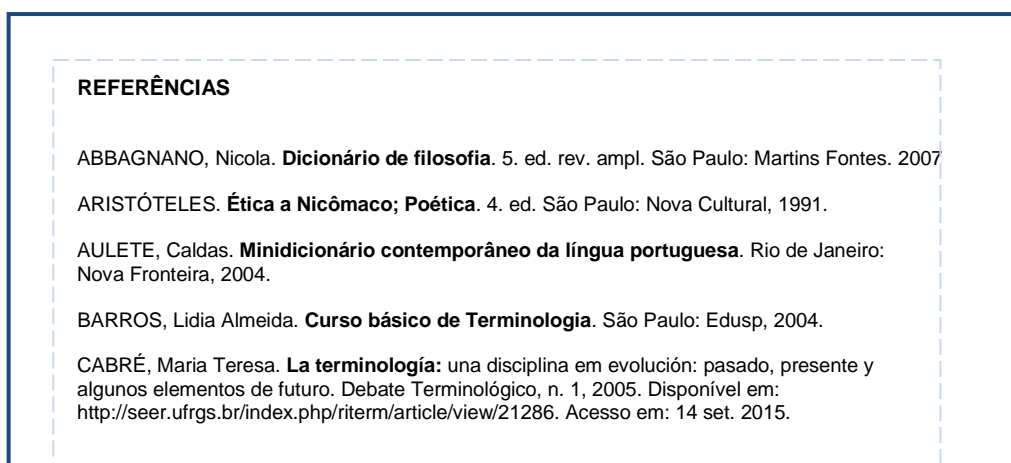 REFERÊNCIAS
ABBAGNANO, Nicola. Dicionário de filosofia. 5. ed. rev. ampl. São Paulo: Martins Fontes. 2007
ARISTÓTELES. Ética a Nicômaco; Poética. 4. ed. São Paulo: Nova Cultural, 1991.
AULETE, Caldas. Minidicionário contemporâneo da língua portuguesa. Rio de Janeiro:
Nova Fronteira, 2004.
BARROS, Lidia Almeida. Curso básico de Terminologia. São Paulo: Edusp, 2004.
CABRÉ, Maria Teresa. La terminología: una disciplina em evolución: pasado, presente y
algunos elementos de futuro. Debate Terminológico, n. 1, 2005. Disponível em:
http://seer.ufrgs.br/index.php/riterm/article/view/21286. Acesso em: 14 set. 2015.